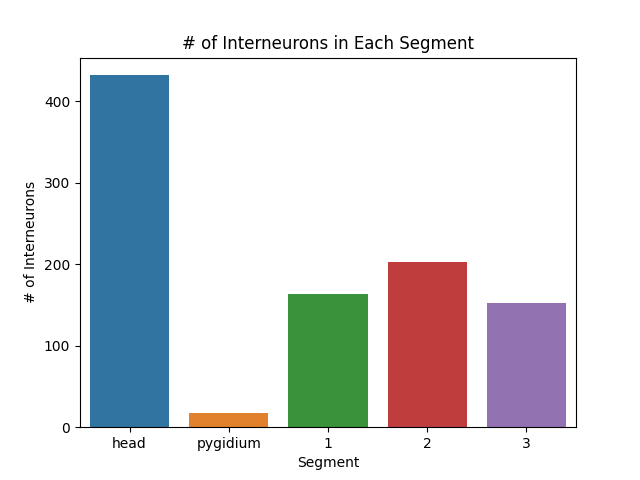 # of Interneurons in Each Segment
# of Interneurons
400
300
200
100
0
head pygidium 1 2 3
Segment